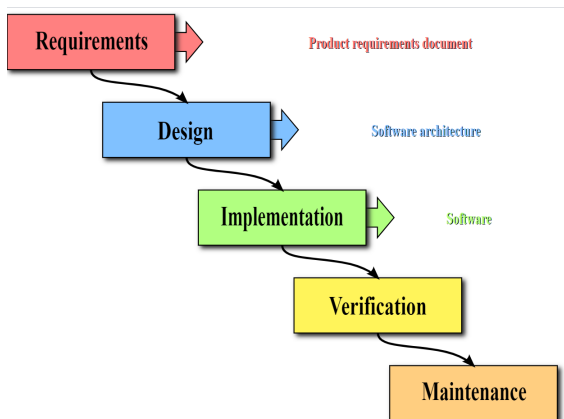 Requirements
Product requirements document
Design
Software architecture
Implementation
Software
Verification
Maintenance